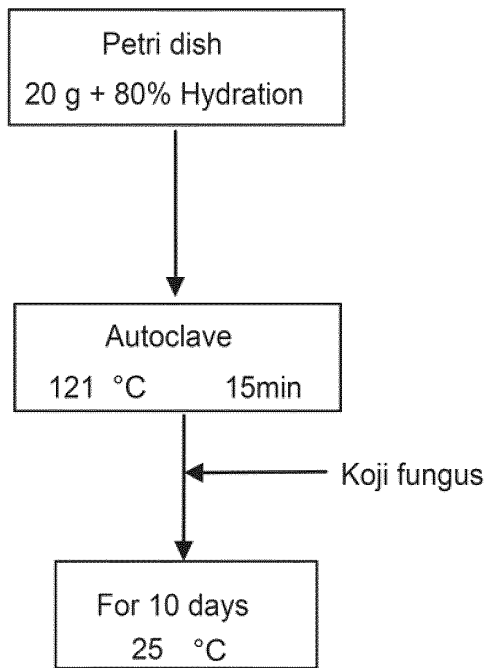 Petri dish
20 g + 80% Hydration
Autoclave
121 °C 15min
Koji fungus
For 10 days
25 °C